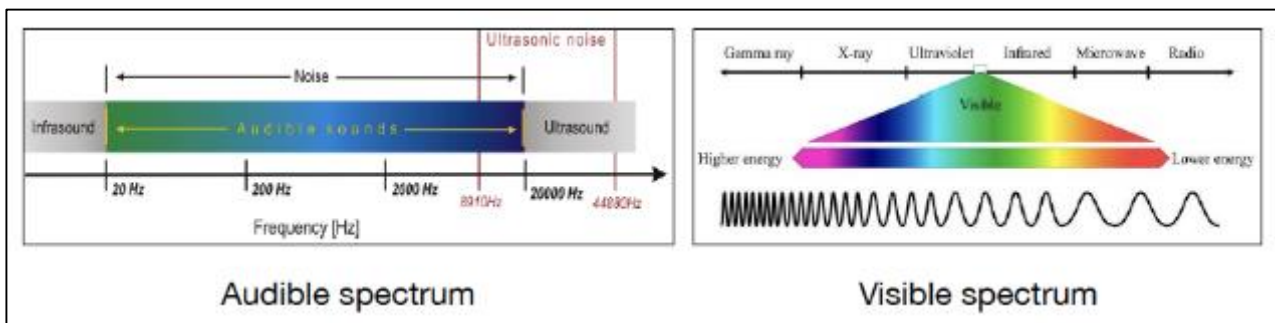 Ultrasonic noise
Noise
Infrasound
Audible sounds
Ultrasound
20 Hz
200 Hz
2000 Hz
8910Hz
20000 Hz
44880Hz
Frequency [Hz]
Audible spectrum
Gamma ray
X-ray
Ultraviolet
Infrared
Microwave
Radio
Visible
Higher energy
Lower energy
Visible spectrum